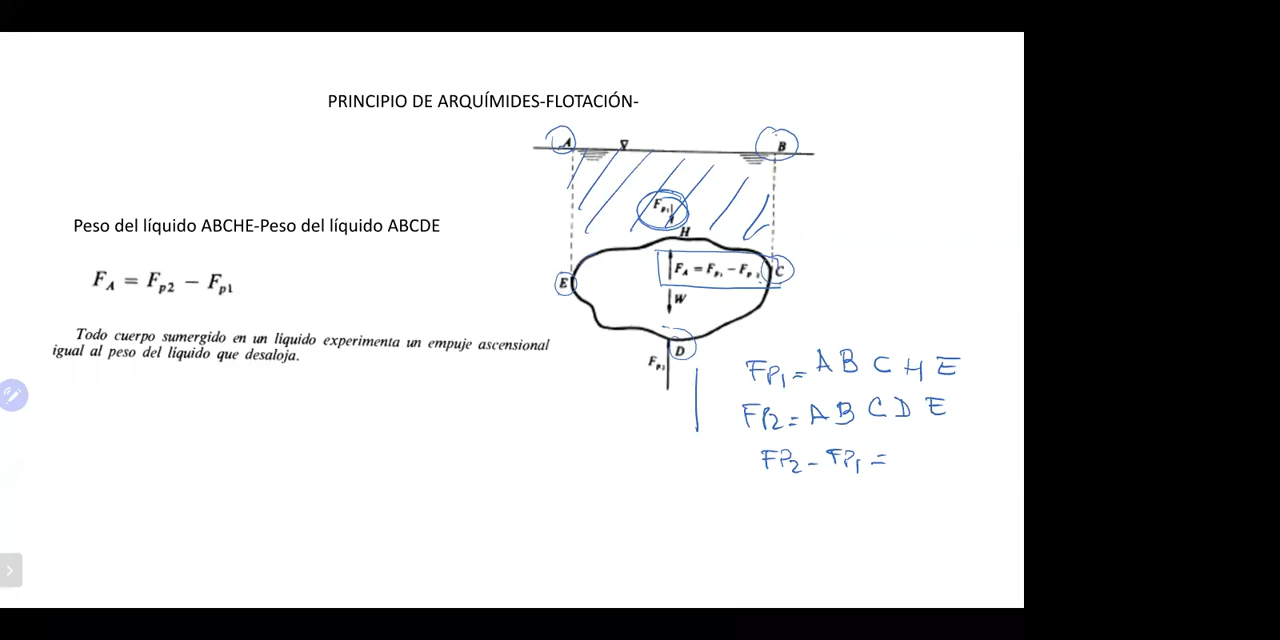 PRINCIPIO DE ARQUÍMIDES-FLOTACIÓN-
A
B
F p₁
H
Peso del líquido ABCHE-Peso del líquido ABCDE
E
F_A = F_p₁ − F_p₂
C
F_A = F_p2 − F_p1
W
Todo cuerpo sumergido en un líquido experimenta un empuje ascensional
igual al peso del líquido que desaloja.
D
F p₂
FP₁ = A B C H E
FP₂ = A B C D E
FP₂ − FP₁ =